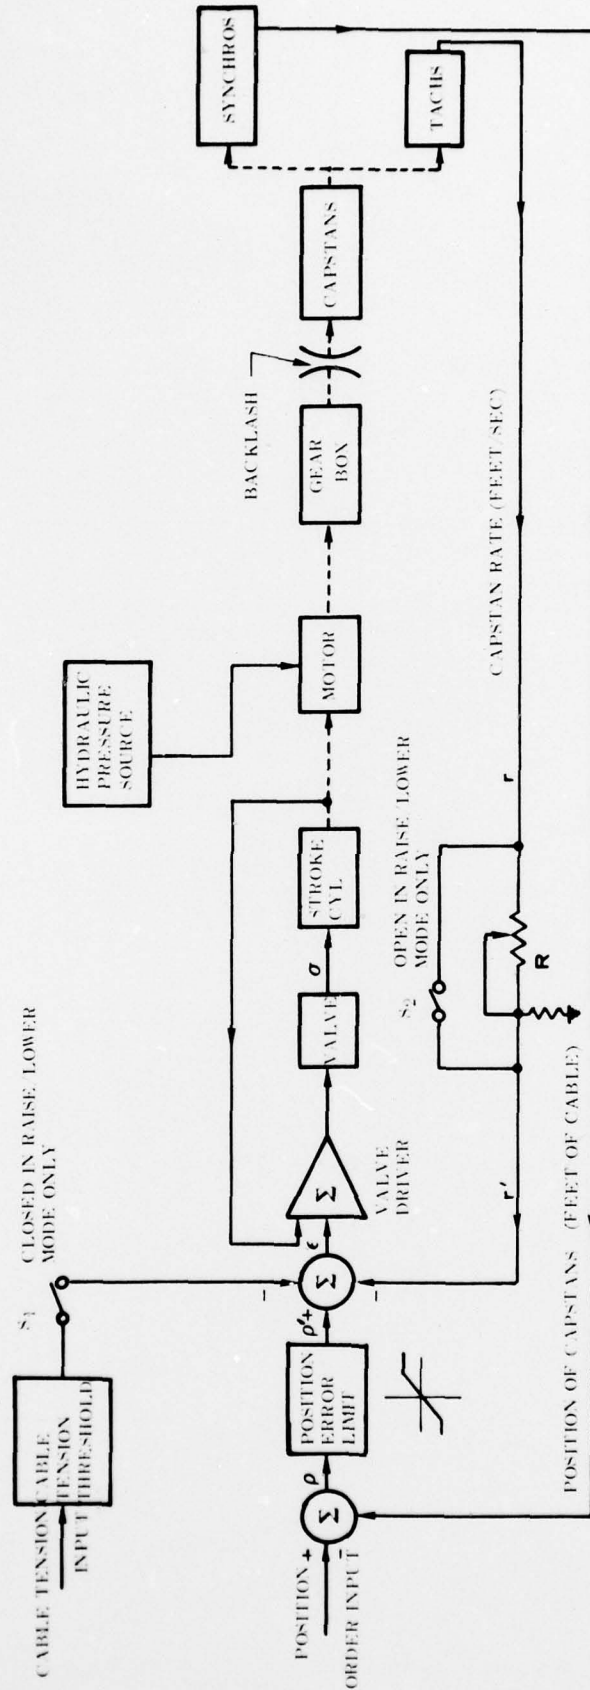 CABLE TENSION
INPUT
CABLE
TENSION
THRESHOLD
S1
CLOSED IN RAISE/LOWER
MODE ONLY
HYDRAULIC
PRESSURE
SOURCE
POSITION
ORDER INPUT
+
-
Σ
ρ
POSITION
ERROR
LIMIT
ρ'+
-
-
Σ
ϵ
Σ
VALVE
DRIVER
VALVE
σ
STROKE
CYL
MOTOR
GEAR
BOX
BACKLASH
CAPSTANS
SYNCHROS
TACHS
S2
OPEN IN RAISE/LOWER
MODE ONLY
r'
R
r
CAPSTAN RATE (FEET/SEC)
POSITION OF CAPSTANS (FEET OF CABLE)